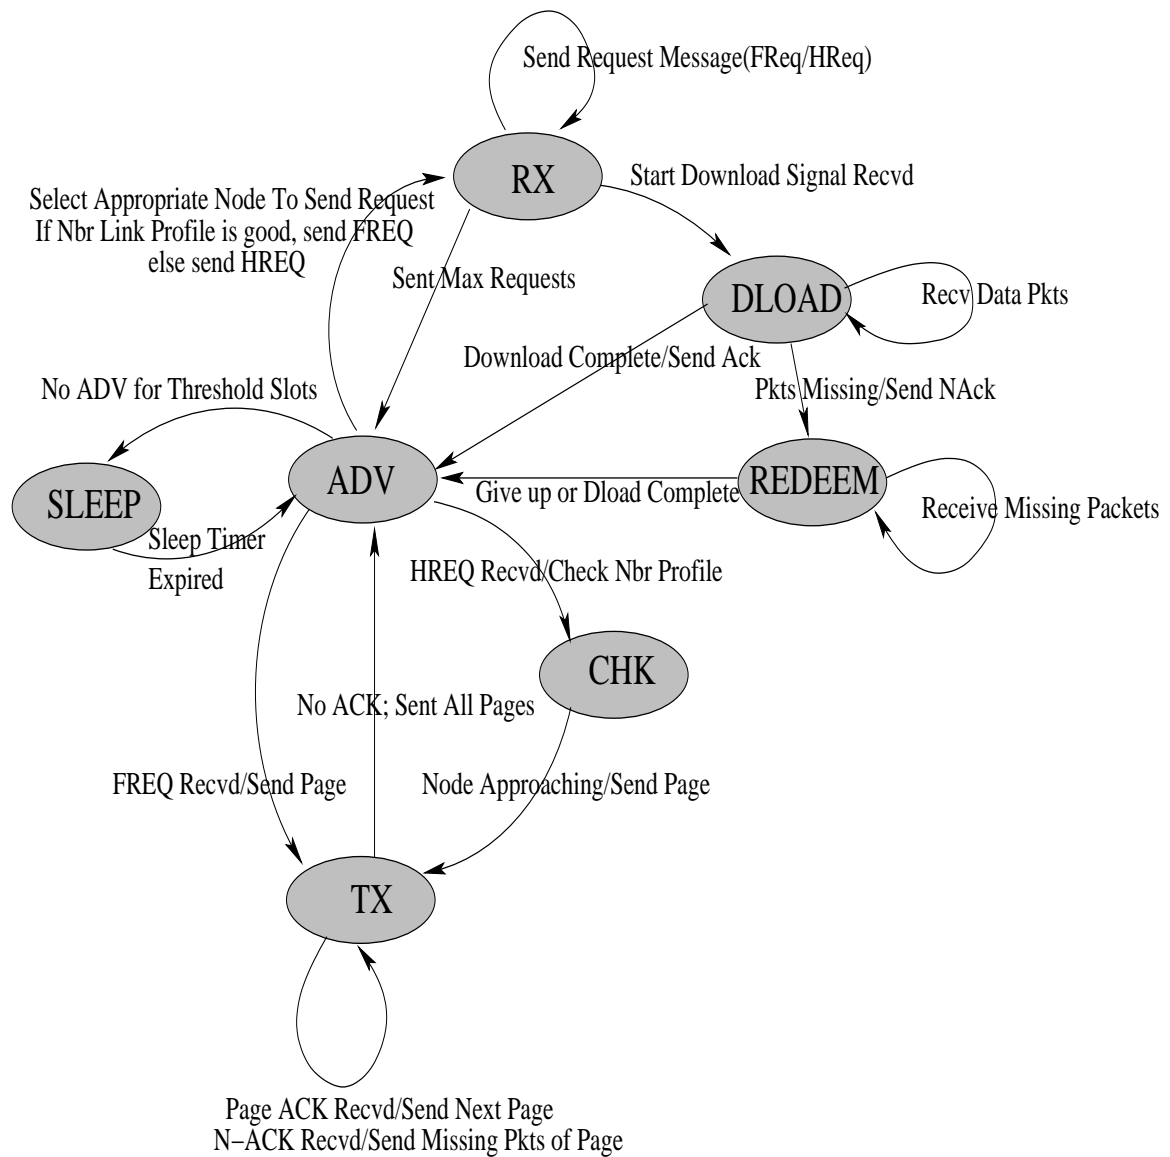 Send Request Message(FReq/HReq)
RX
Start Download Signal Recvd
Select Appropriate Node To Send Request
If Nbr Link Profile is good, send FREQ
else send HREQ
Sent Max Requests
DLOAD
Recv Data Pkts
Download Complete/Send Ack
No ADV for Threshold Slots
Pkts Missing/Send NAck
ADV
REDEEM
SLEEP
Give up or Dload Complete
Receive Missing Packets
Sleep Timer
Expired
HREQ Recvd/Check Nbr Profile
CHK
No ACK; Sent All Pages
FREQ Recvd/Send Page
Node Approaching/Send Page
TX
Page ACK Recvd/Send Next Page
N−ACK Recvd/Send Missing Pkts of Page